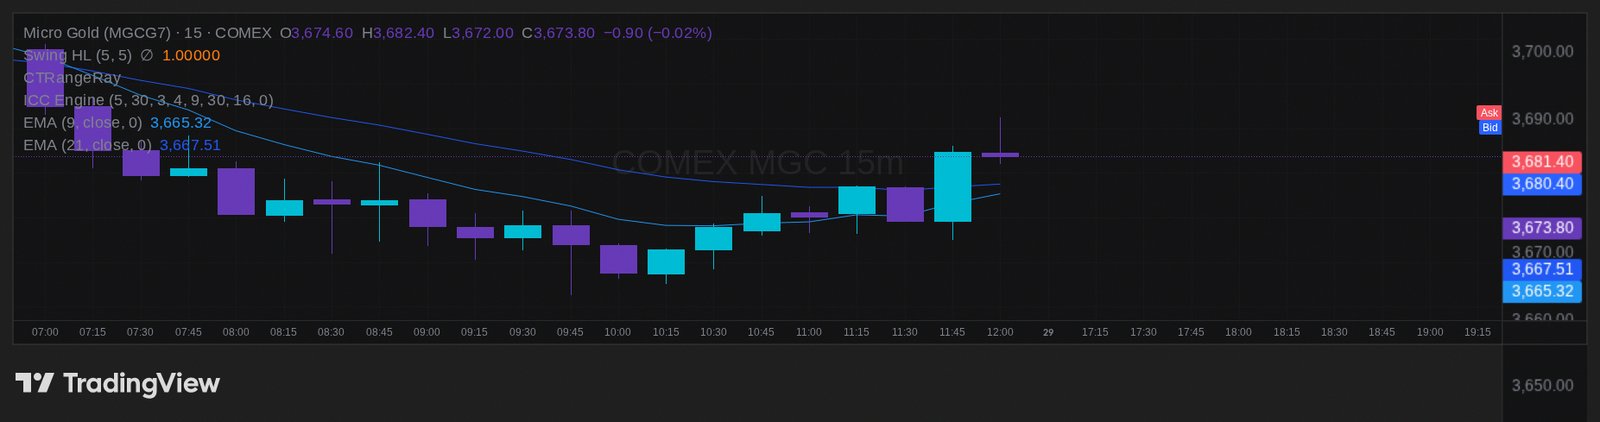 Micro Gold (MGCG7) · 15 · COMEX O3,674.60 H3,682.40 L3,672.00 C3,673.80 −0.90 (−0.02%)
Swing HL (5, 5) ∅ 1.00000
CTRangeRay
ICC Engine (5, 30, 3, 4, 9, 30, 16, 0)
EMA (9, close, 0) 3,665.32
EMA (21, close, 0) 3,667.51
COMEX MGC 15m
3,700.00
Ask
3,690.00
Bid
3,681.40
3,680.40
3,673.80
3,670.00
3,667.51
3,665.32
3,660.00
07:00 07:15 07:30 07:45 08:00 08:15 08:30 08:45 09:00 09:15 09:30 09:45 10:00 10:15 10:30 10:45 11:00 11:15 11:30 11:45 12:00 29 17:15 17:30 17:45 18:00 18:15 18:30 18:45 19:00 19:15
TradingView
3,650.00